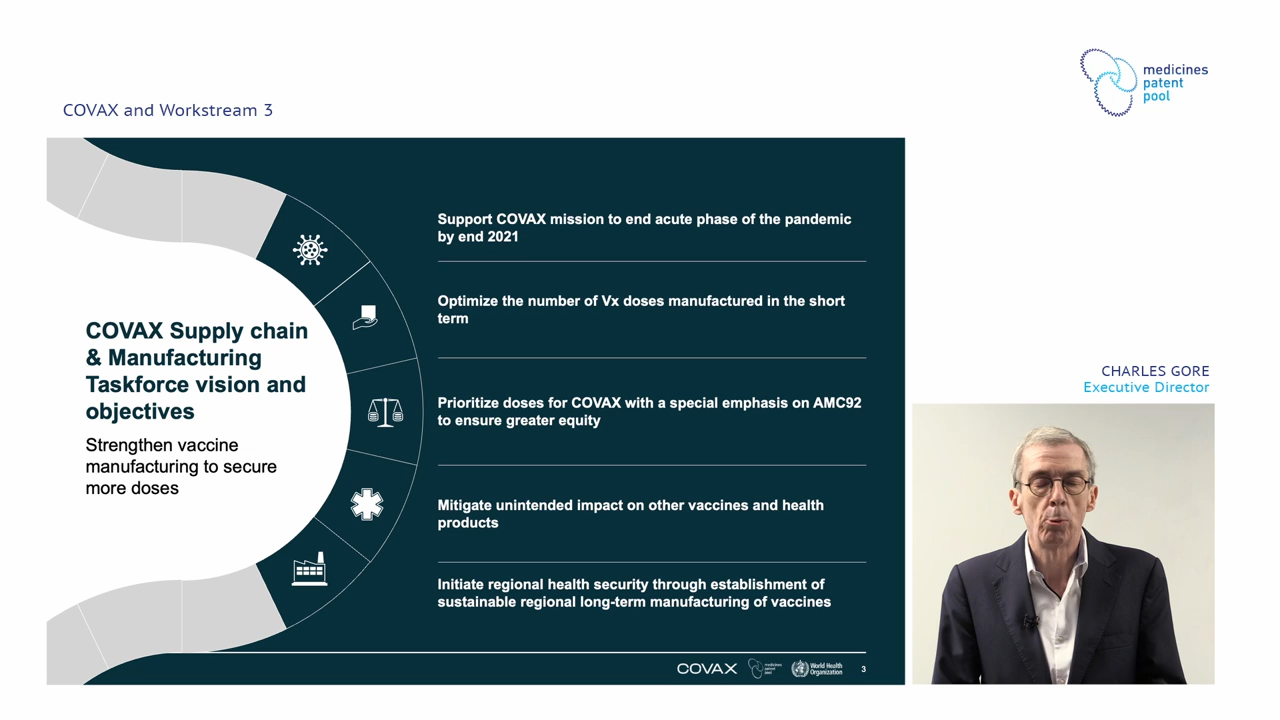 medicines
patent
pool
COVAX and Workstream 3
COVAX Supply chain
& Manufacturing
Taskforce vision and
objectives
Strengthen vaccine
manufacturing to secure
more doses
Support COVAX mission to end acute phase of the pandemic
by end 2021
Optimize the number of Vx doses manufactured in the short
term
Prioritize doses for COVAX with a special emphasis on AMC92
to ensure greater equity
Mitigate unintended impact on other vaccines and health
products
Initiate regional health security through establishment of
sustainable regional long-term manufacturing of vaccines
COVAX
medicines
patent
pool
World Health
Organization
3
CHARLES GORE
Executive Director